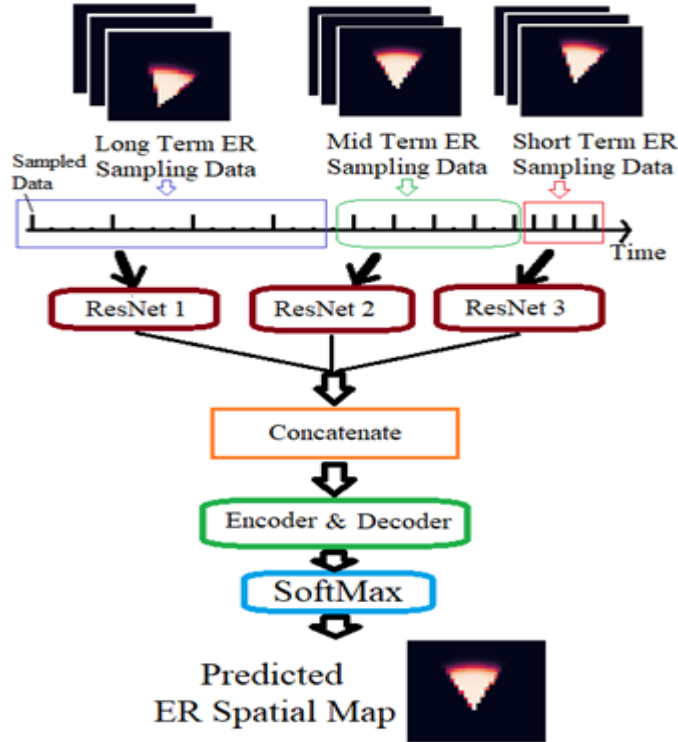 Long Term ER
Sampling Data
Mid Term ER
Sampling Data
Short Term ER
Sampling Data
Sampled
Data
Time
ResNet 1
ResNet 2
ResNet 3
Concatenate
Encoder & Decoder
SoftMax
Predicted
ER Spatial Map